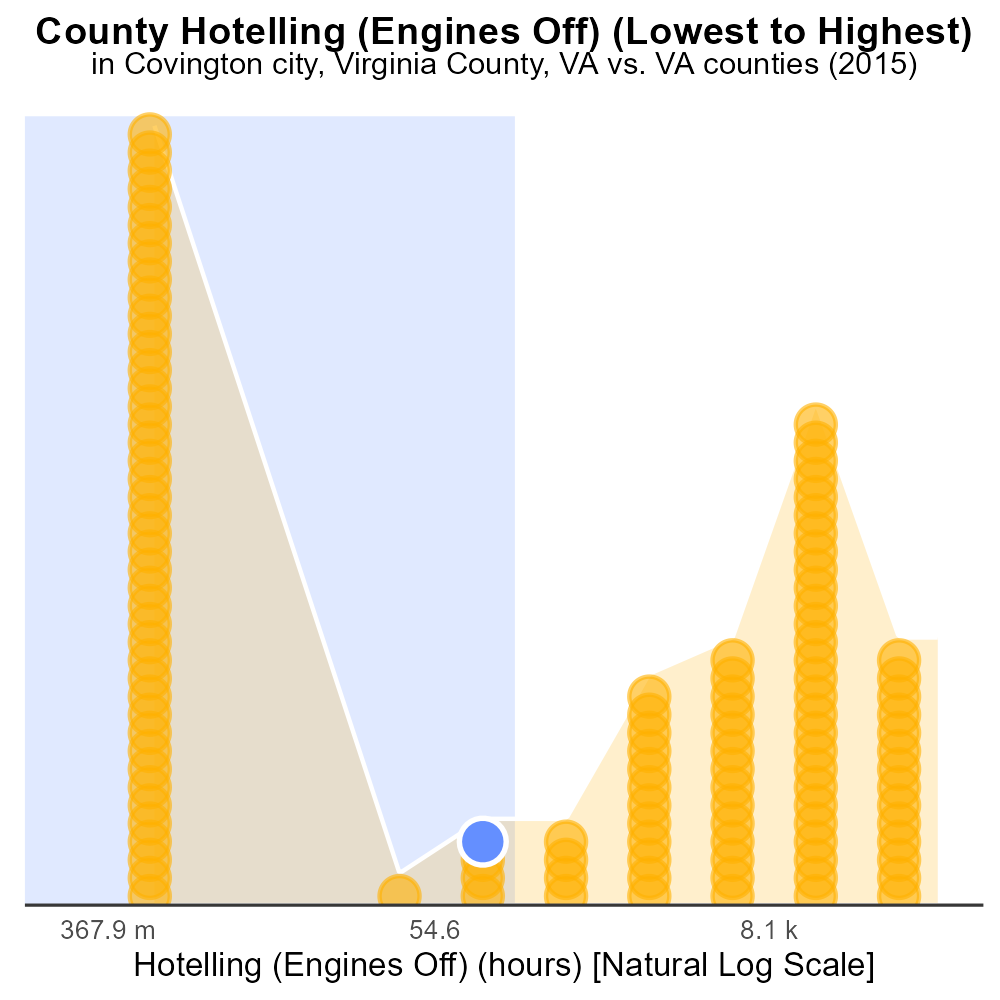 County Hotelling (Engines Off) (Lowest to Highest)
in Covington city, Virginia County, VA vs. VA counties (2015)
367.9 m 54.6 8.1 k
Hotelling (Engines Off) (hours) [Natural Log Scale]